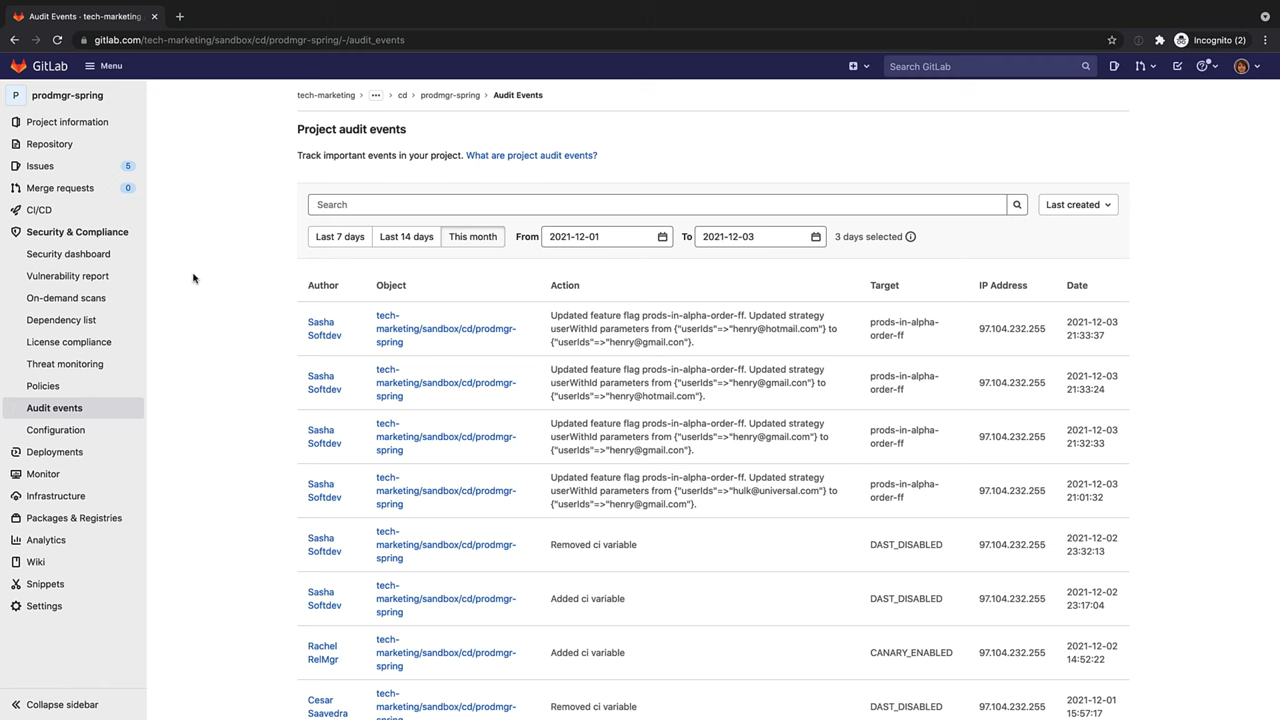 Audit Events · tech-marketing
gitlab.com/tech-marketing/sandbox/cd/prodmgr-spring/-/audit_events
Incognito (2)
GitLab
Menu
Search GitLab
P
prodmgr-spring
Project information
Repository
Issues
5
Merge requests
0
CI/CD
Security & Compliance
Security dashboard
Vulnerability report
On-demand scans
Dependency list
License compliance
Threat monitoring
Policies
Audit events
Configuration
Deployments
Monitor
Infrastructure
Packages & Registries
Analytics
Wiki
Snippets
Settings
Collapse sidebar
tech-marketing > ... > cd > prodmgr-spring > Audit Events
Project audit events
Track important events in your project. What are project audit events?
Search
Last created
Last 7 days
Last 14 days
This month
From
2021-12-01
To
2021-12-03
3 days selected
Author
Object
Action
Target
IP Address
Date
Sasha
Softdev
tech-
marketing/sandbox/cd/prodmgr-
spring
Updated feature flag prods-in-alpha-order-ff. Updated strategy
userWithId parameters from {"userIds"=>"henry@hotmail.com"} to
{"userIds"=>"henry@gmail.con"}.
prods-in-alpha-
order-ff
97.104.232.255
2021-12-03
21:33:37
Sasha
Softdev
tech-
marketing/sandbox/cd/prodmgr-
spring
Updated feature flag prods-in-alpha-order-ff. Updated strategy
userWithId parameters from {"userIds"=>"henry@gmail.con"} to
{"userIds"=>"henry@hotmail.com"}.
prods-in-alpha-
order-ff
97.104.232.255
2021-12-03
21:33:24
Sasha
Softdev
tech-
marketing/sandbox/cd/prodmgr-
spring
Updated feature flag prods-in-alpha-order-ff. Updated strategy
userWithId parameters from {"userIds"=>"henry@gmail.com"} to
{"userIds"=>"henry@gmail.con"}.
prods-in-alpha-
order-ff
97.104.232.255
2021-12-03
21:32:33
Sasha
Softdev
tech-
marketing/sandbox/cd/prodmgr-
spring
Updated feature flag prods-in-alpha-order-ff. Updated strategy
userWithId parameters from {"userIds"=>"hulk@universal.com"} to
{"userIds"=>"henry@gmail.com"}.
prods-in-alpha-
order-ff
97.104.232.255
2021-12-03
21:01:32
Sasha
Softdev
tech-
marketing/sandbox/cd/prodmgr-
spring
Removed ci variable
DAST_DISABLED
97.104.232.255
2021-12-02
23:32:13
Sasha
Softdev
tech-
marketing/sandbox/cd/prodmgr-
spring
Added ci variable
DAST_DISABLED
97.104.232.255
2021-12-02
23:17:04
Rachel
RelMgr
tech-
marketing/sandbox/cd/prodmgr-
spring
Added ci variable
CANARY_ENABLED
97.104.232.255
2021-12-02
14:52:22
Cesar
Saavedra
tech-
marketing/sandbox/cd/prodmgr-
spring
Removed ci variable
DAST_DISABLED
97.104.232.255
2021-12-01
15:57:17